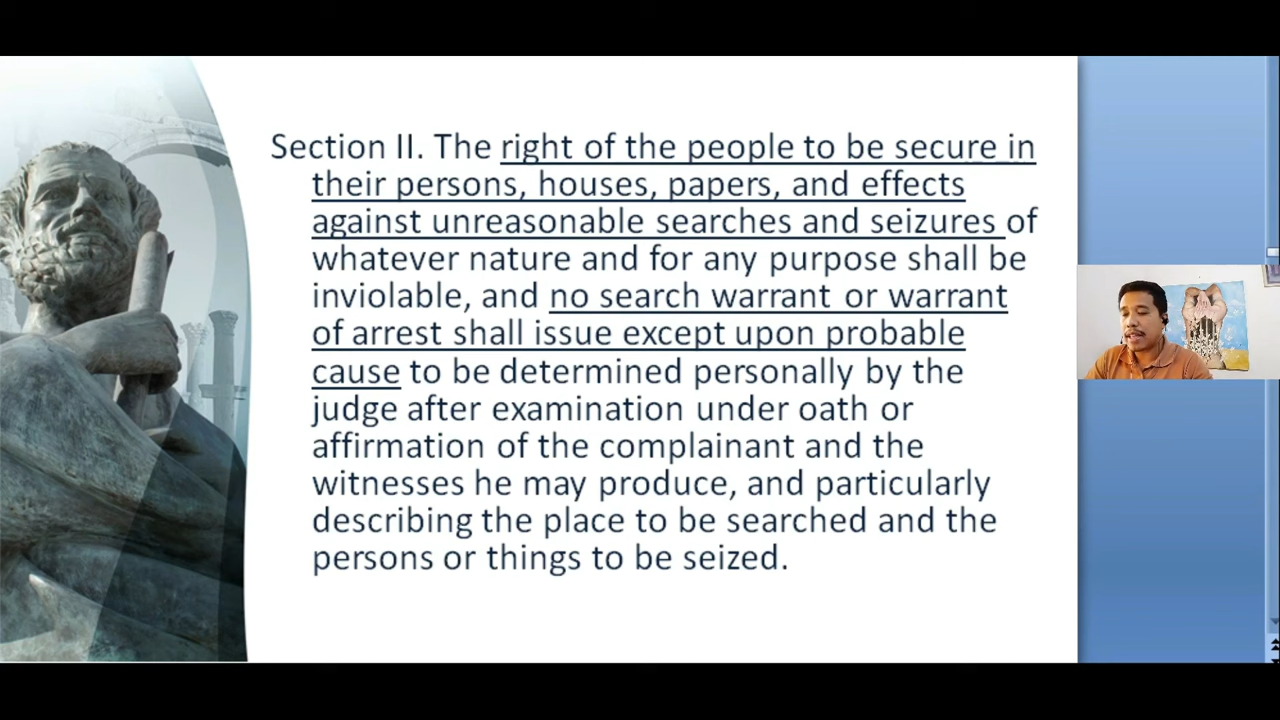 Section II. The right of the people to be secure in
their persons, houses, papers, and effects
against unreasonable searches and seizures of
whatever nature and for any purpose shall be
inviolable, and no search warrant or warrant
of arrest shall issue except upon probable
cause to be determined personally by the
judge after examination under oath or
affirmation of the complainant and the
witnesses he may produce, and particularly
describing the place to be searched and the
persons or things to be seized.